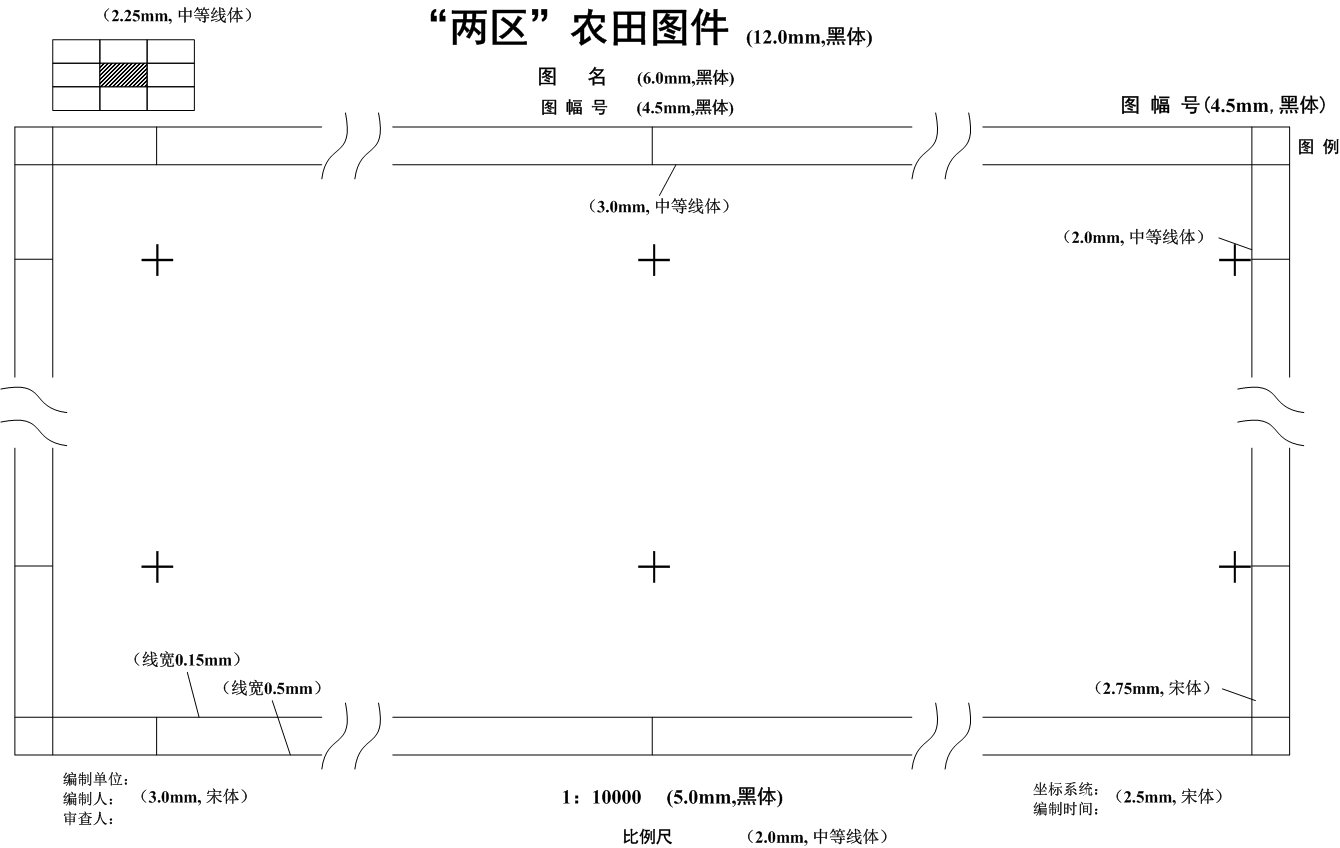 （2.25mm, 中等线体）
“两区”农田图件 (12.0mm,黑体)
图 名 (6.0mm,黑体)
图 幅 号 (4.5mm,黑体)
图 幅 号(4.5mm, 黑体)
图 例
（3.0mm, 中等线体）
（2.0mm, 中等线体）
（线宽0.15mm）
（线宽0.5mm）
（2.75mm, 宋体）
编制单位：
编制人：
审查人：
（3.0mm, 宋体）
1：10000 (5.0mm,黑体)
比例尺 （2.0mm, 中等线体）
坐标系统：
编制时间：
（2.5mm, 宋体）